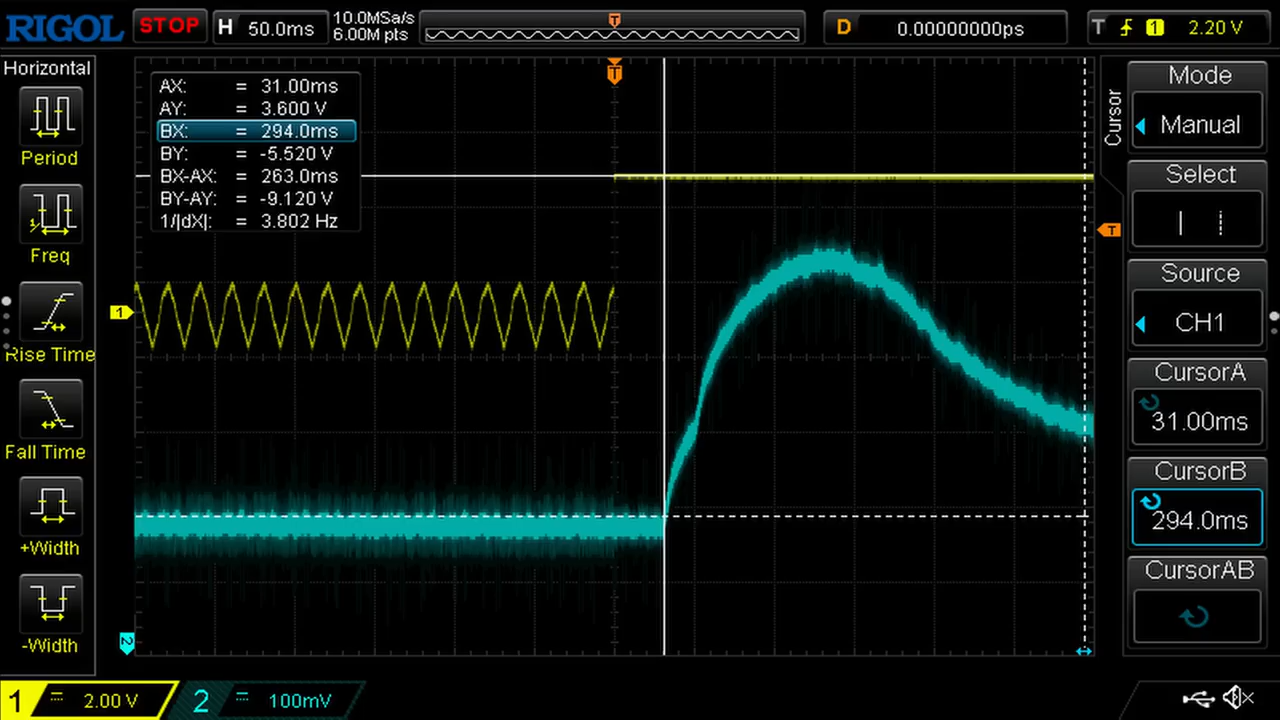 RIGOL STOP H 50.0ms 10.0MSa/s 6.00M pts T D 0.00000000ps T 1 2.20 V
Horizontal
Period
Freq
Rise Time
Fall Time
+Width
-Width
T
AX: = 31.00ms
AY: = 3.600 V
BX: = 294.0ms
BY: = -5.520 V
BX-AX: = 263.0ms
BY-AY: = -9.120 V
1/|dX|: = 3.802 Hz
1
T
2
Cursor
Mode
Manual
Select
Source
CH1
CursorA
31.00ms
CursorB
294.0ms
CursorAB
1 2.00 V 2 100mV